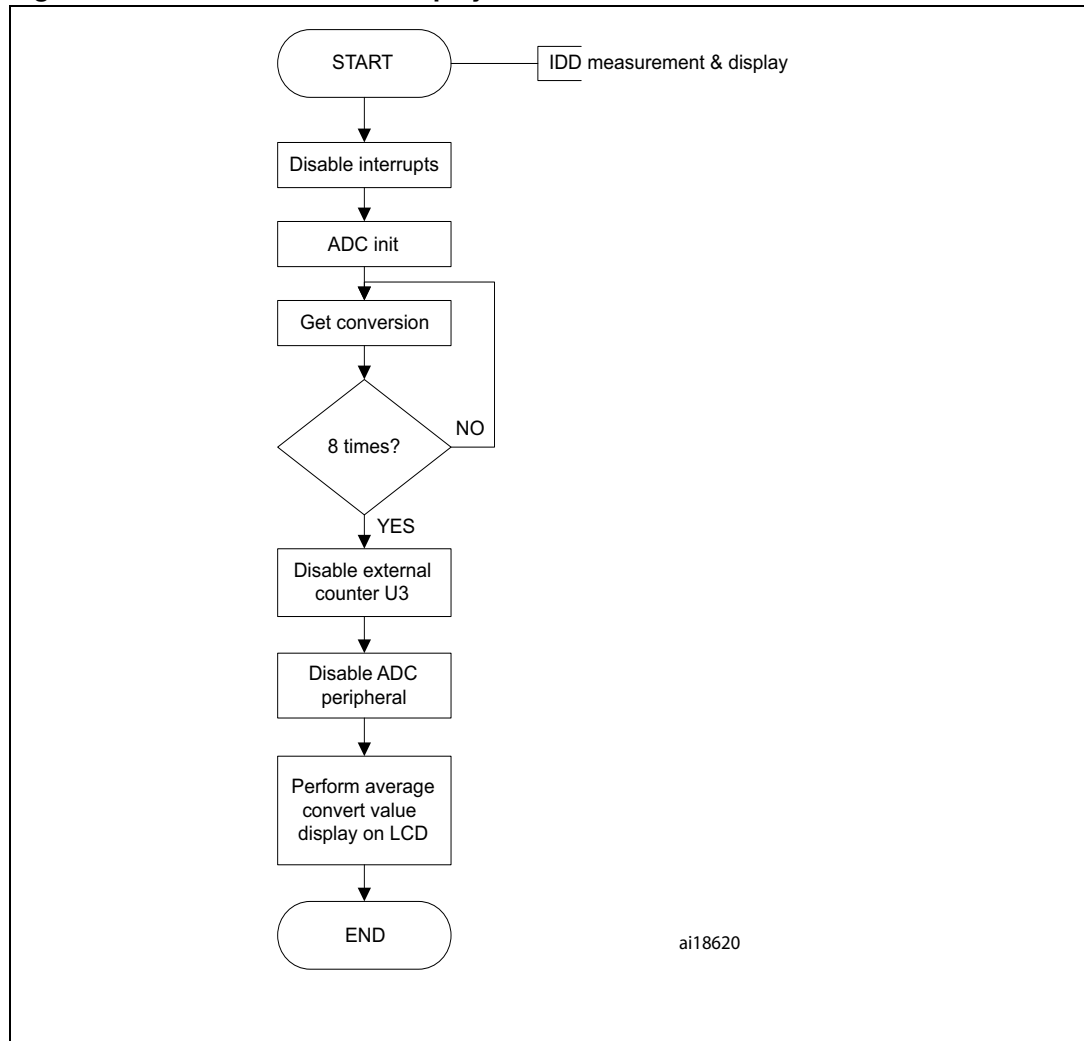 START
IDD measurement & display
Disable interrupts
ADC init
Get conversion
8 times?
NO
YES
Disable external
counter U3
Disable ADC
peripheral
Perform average
convert value
display on LCD
END
ai18620